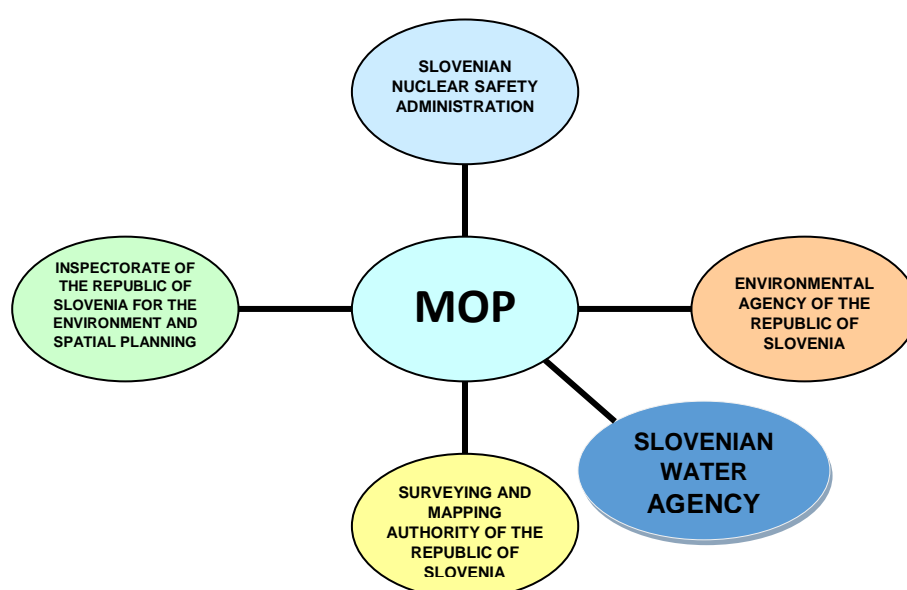 SLOVENIAN
NUCLEAR SAFETY
ADMINISTRATION
INSPECTORATE OF
THE REPUBLIC OF
SLOVENIA FOR THE
ENVIRONMENT AND
SPATIAL PLANNING
MOP
ENVIRONMENTAL
AGENCY OF THE
REPUBLIC OF
SLOVENIA
SLOVENIAN
WATER
AGENCY
SURVEYING AND
MAPPING
AUTHORITY OF THE
REPUBLIC OF
SLOVENIA